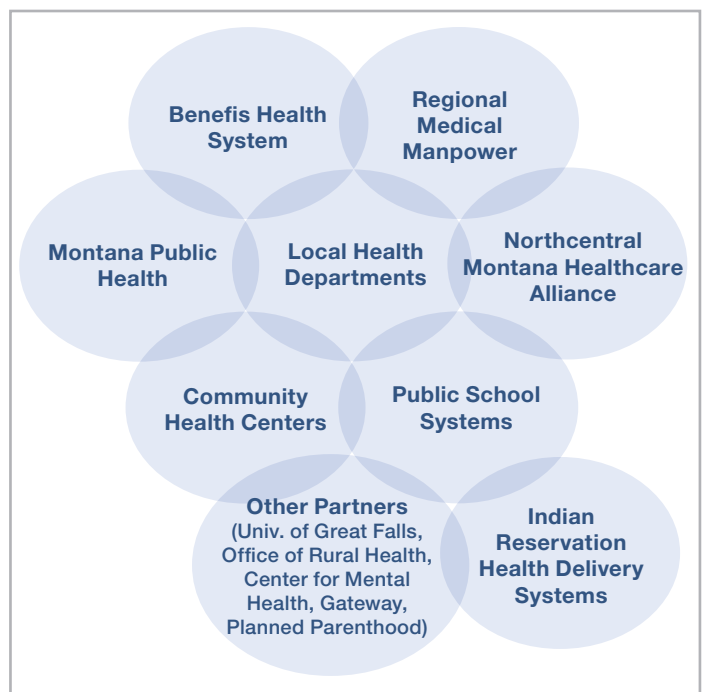 Benefis Health
System
Regional
Medical
Manpower
Montana Public
Health
Local Health
Departments
Northcentral
Montana Healthcare
Alliance
Community
Health Centers
Public School
Systems
Other Partners
(Univ. of Great Falls,
Office of Rural Health,
Center for Mental
Health, Gateway,
Planned Parenthood)
Indian
Reservation
Health Delivery
Systems